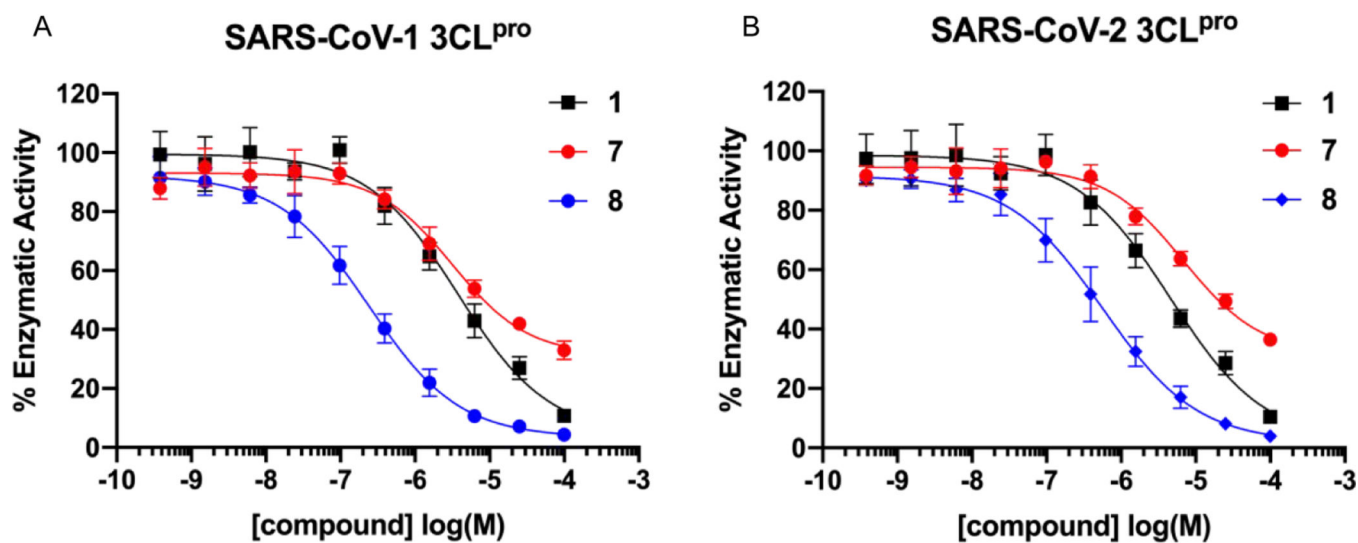 A
SARS-CoV-1 3CLpro
120
100
80
60
40
20
0
% Enzymatic Activity
-10 -9 -8 -7 -6 -5 -4 -3
[compound] log(M)
1
7
8
B
SARS-CoV-2 3CLpro
120
100
80
60
40
20
0
% Enzymatic Activity
-10 -9 -8 -7 -6 -5 -4 -3
[compound] log(M)
1
7
8